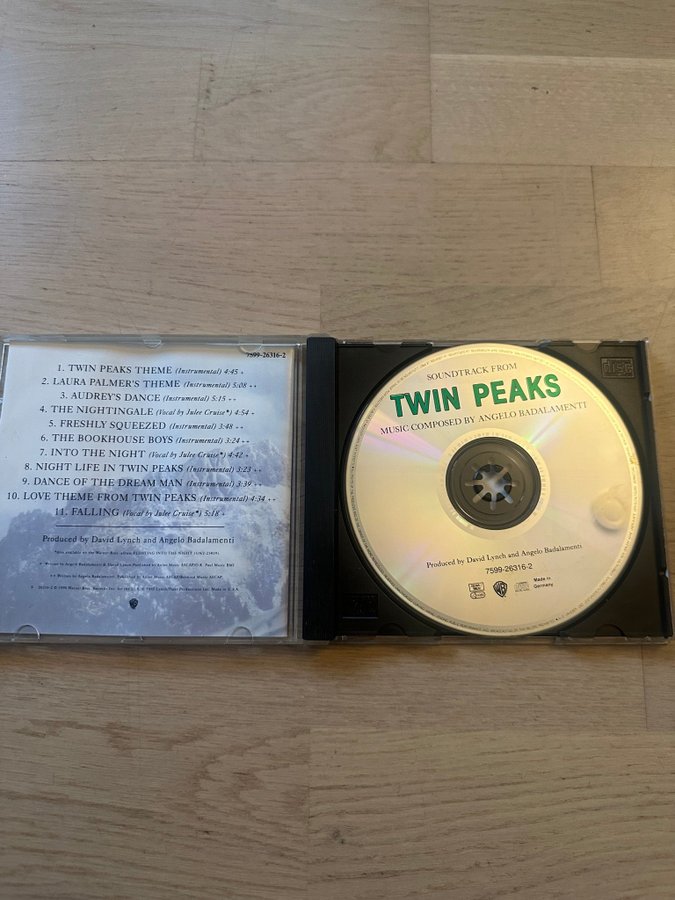 7599-26316-2
1. TWIN PEAKS THEME (Instrumental) 4:45 +
2. LAURA PALMER'S THEME (Instrumental) 5:08 ++
3. AUDREY'S DANCE (Instrumental) 5:15 ++
4. THE NIGHTINGALE (Vocal by Julee Cruise*) 4:54 +
5. FRESHLY SQUEEZED (Instrumental) 3:48 ++
6. THE BOOKHOUSE BOYS (Instrumental) 3:24 ++
7. INTO THE NIGHT (Vocal by Julee Cruise*) 4:42 +
8. NIGHT LIFE IN TWIN PEAKS (Instrumental) 3:23 ++
9. DANCE OF THE DREAM MAN (Instrumental) 3:39 ++
10. LOVE THEME FROM TWIN PEAKS (Instrumental) 4:34 ++
11. FALLING (Vocal by Julee Cruise*) 5:18 +
Produced by David Lynch and Angelo Badalamenti
SOUNDTRACK FROM
TWIN PEAKS
MUSIC COMPOSED BY ANGELO BADALAMENTI
Produced by David Lynch and Angelo Badalamenti
7599-26316-2
Made in
Germany